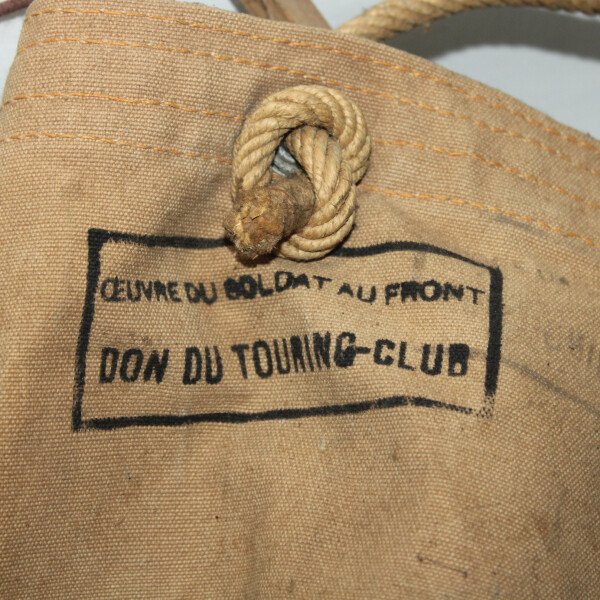 ŒUVRE DU SOLDAT AU FRONT
DON DU TOURING-CLUB